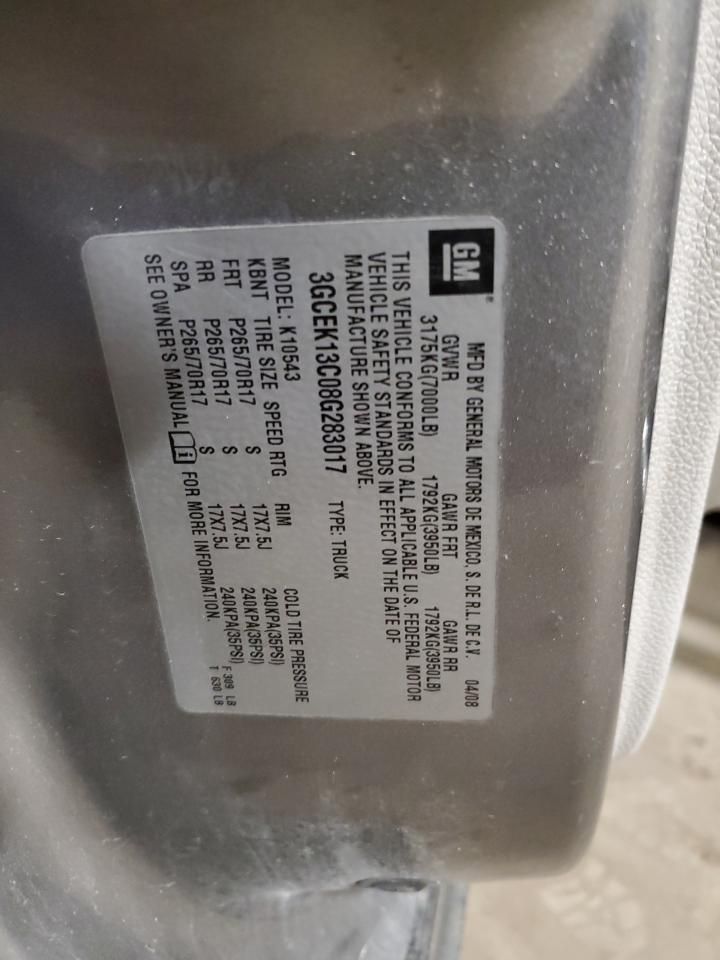 GM®
MFD BY GENERAL MOTORS DE MEXICO, S. DE R.L. DE C.V. 04/08
GVWR GAWR FRT GAWR RR
3175KG(7000LB) 1792KG(3950LB) 1792KG(3950LB)
THIS VEHICLE CONFORMS TO ALL APPLICABLE U.S. FEDERAL MOTOR
VEHICLE SAFETY STANDARDS IN EFFECT ON THE DATE OF
MANUFACTURE SHOWN ABOVE.
3GCEK13C08G283017 TYPE: TRUCK
MODEL: K10543
KBNT TIRE SIZE SPEED RTG RIM COLD TIRE PRESSURE
FRT P265/70R17 S 17X7.5J 240KPA(35PSI)
RR P265/70R17 S 17X7.5J 240KPA(35PSI)
SPA P265/70R17 S 17X7.5J 240KPA(35PSI)
SEE OWNER'S MANUAL i FOR MORE INFORMATION.
F 309 LB
T 630 LB